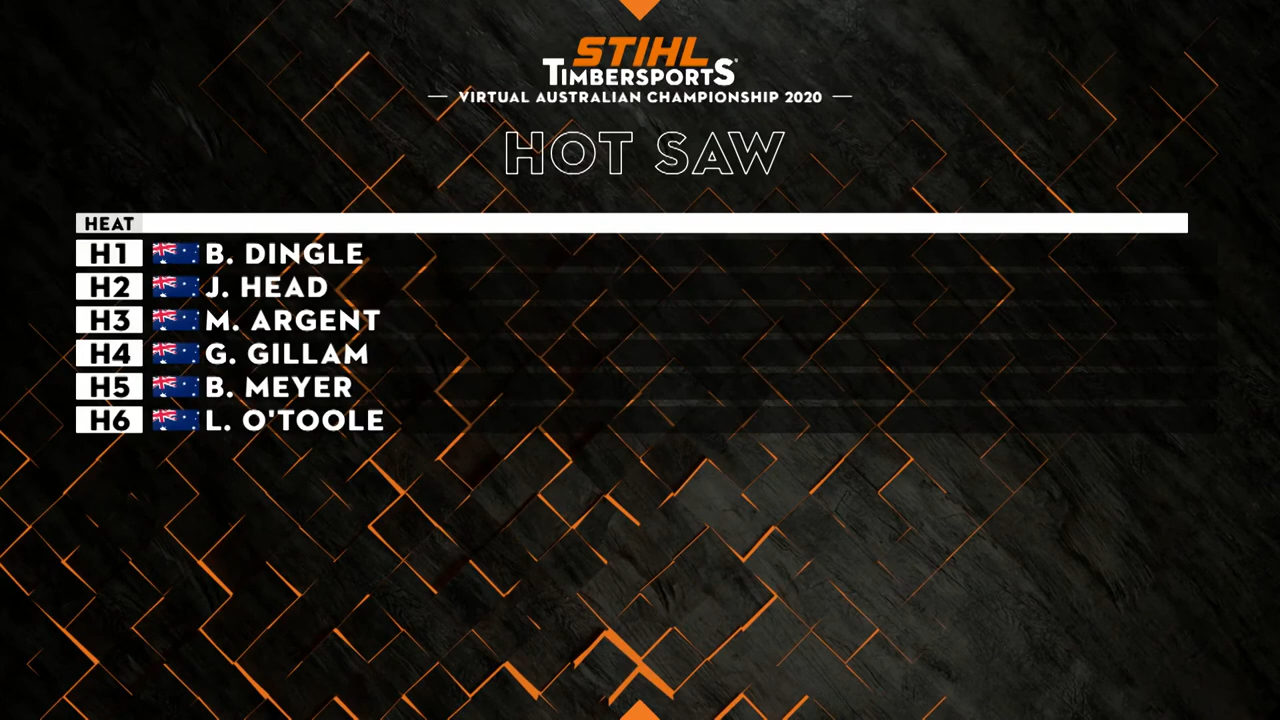 STIHL
TIMBERSPORTS®
VIRTUAL AUSTRALIAN CHAMPIONSHIP 2020
HOT SAW
HEAT
H1 B. DINGLE
H2 J. HEAD
H3 M. ARGENT
H4 G. GILLAM
H5 B. MEYER
H6 L. O'TOOLE